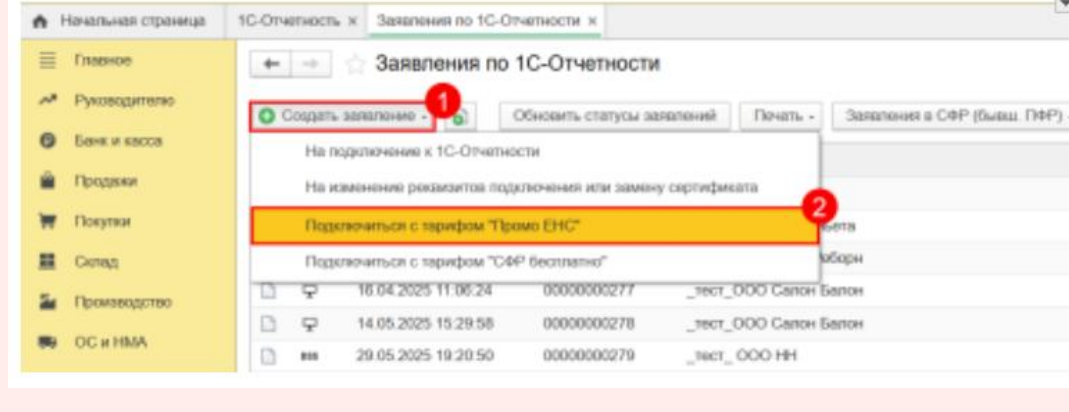 Начальная страница 1С-Отчетность × Заявления по 1С-Отчетности ×
Главное
Руководителю
Банк и касса
Продажи
Покупки
Склад
Производство
ОС и НМА
Заявления по 1С-Отчетности
1
Создать заявление Обновить статусы заявлений Печать Заявления в СФР (бывш. ПФР)
На подключение к 1С-Отчетности
На изменение реквизитов подключения или замену сертификата
2
Подключиться с тарифом "Промо ЕНС"
Подключиться с тарифом "СФР бесплатно"
16.04.2025 11:06:24 00000000277 _тест_ООО Салон Балон
14.05.2025 15:29:58 00000000278 _тест_ООО Салон Балон
29.05.2025 19:20:50 00000000279 _тест_ ООО НН